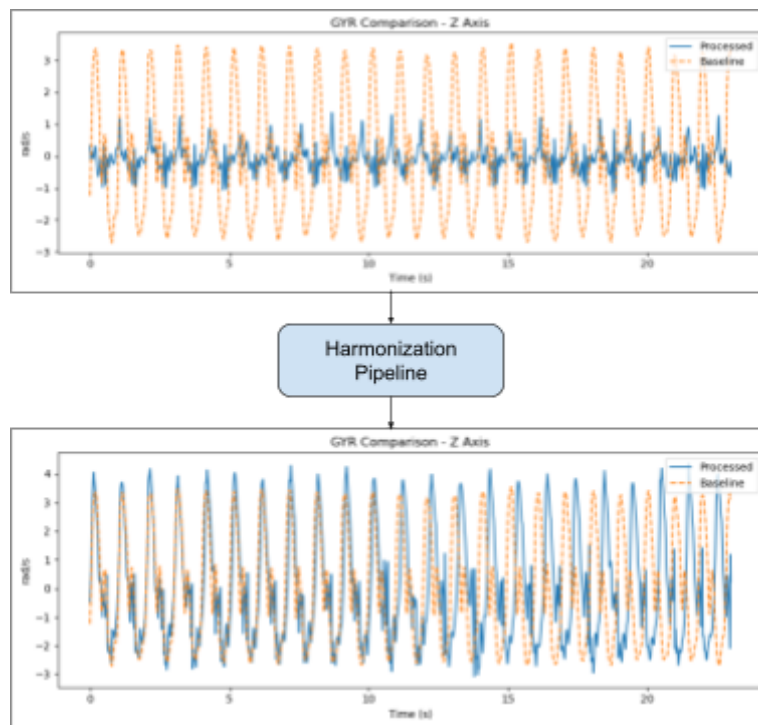 GYR Comparison - Z Axis
Processed
Baseline
rad/s
3
2
1
0
−1
−2
−3
0 5 10 15 20
Time (s)
Harmonization
Pipeline
GYR Comparison - Z Axis
Processed
Baseline
rad/s
4
3
2
1
0
−1
−2
−3
0 5 10 15 20
Time (s)